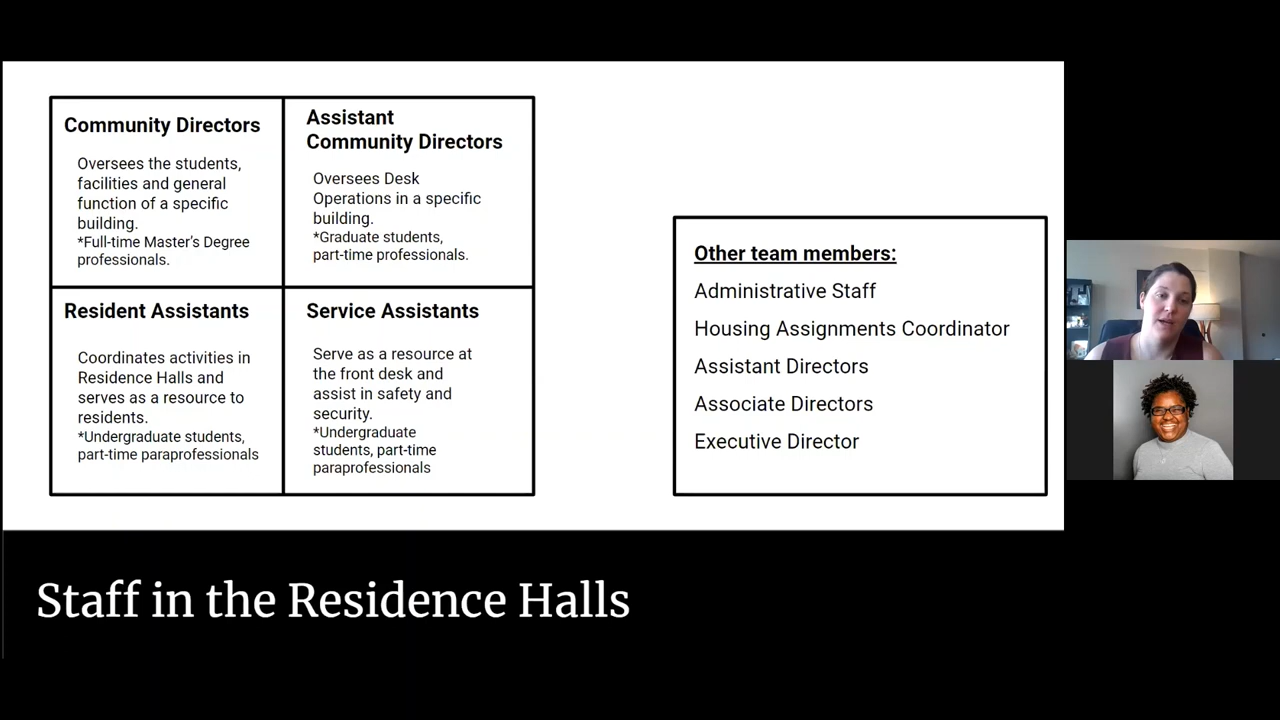 Community Directors
Oversees the students,
facilities and general
function of a specific
building.
*Full-time Master's Degree
professionals.
Assistant
Community Directors
Oversees Desk
Operations in a specific
building.
*Graduate students,
part-time professionals.
Resident Assistants
Coordinates activities in
Residence Halls and
serves as a resource to
residents.
*Undergraduate students,
part-time paraprofessionals
Service Assistants
Serve as a resource at
the front desk and
assist in safety and
security.
*Undergraduate
students, part-time
paraprofessionals
Other team members:
Administrative Staff
Housing Assignments Coordinator
Assistant Directors
Associate Directors
Executive Director
Staff in the Residence Halls